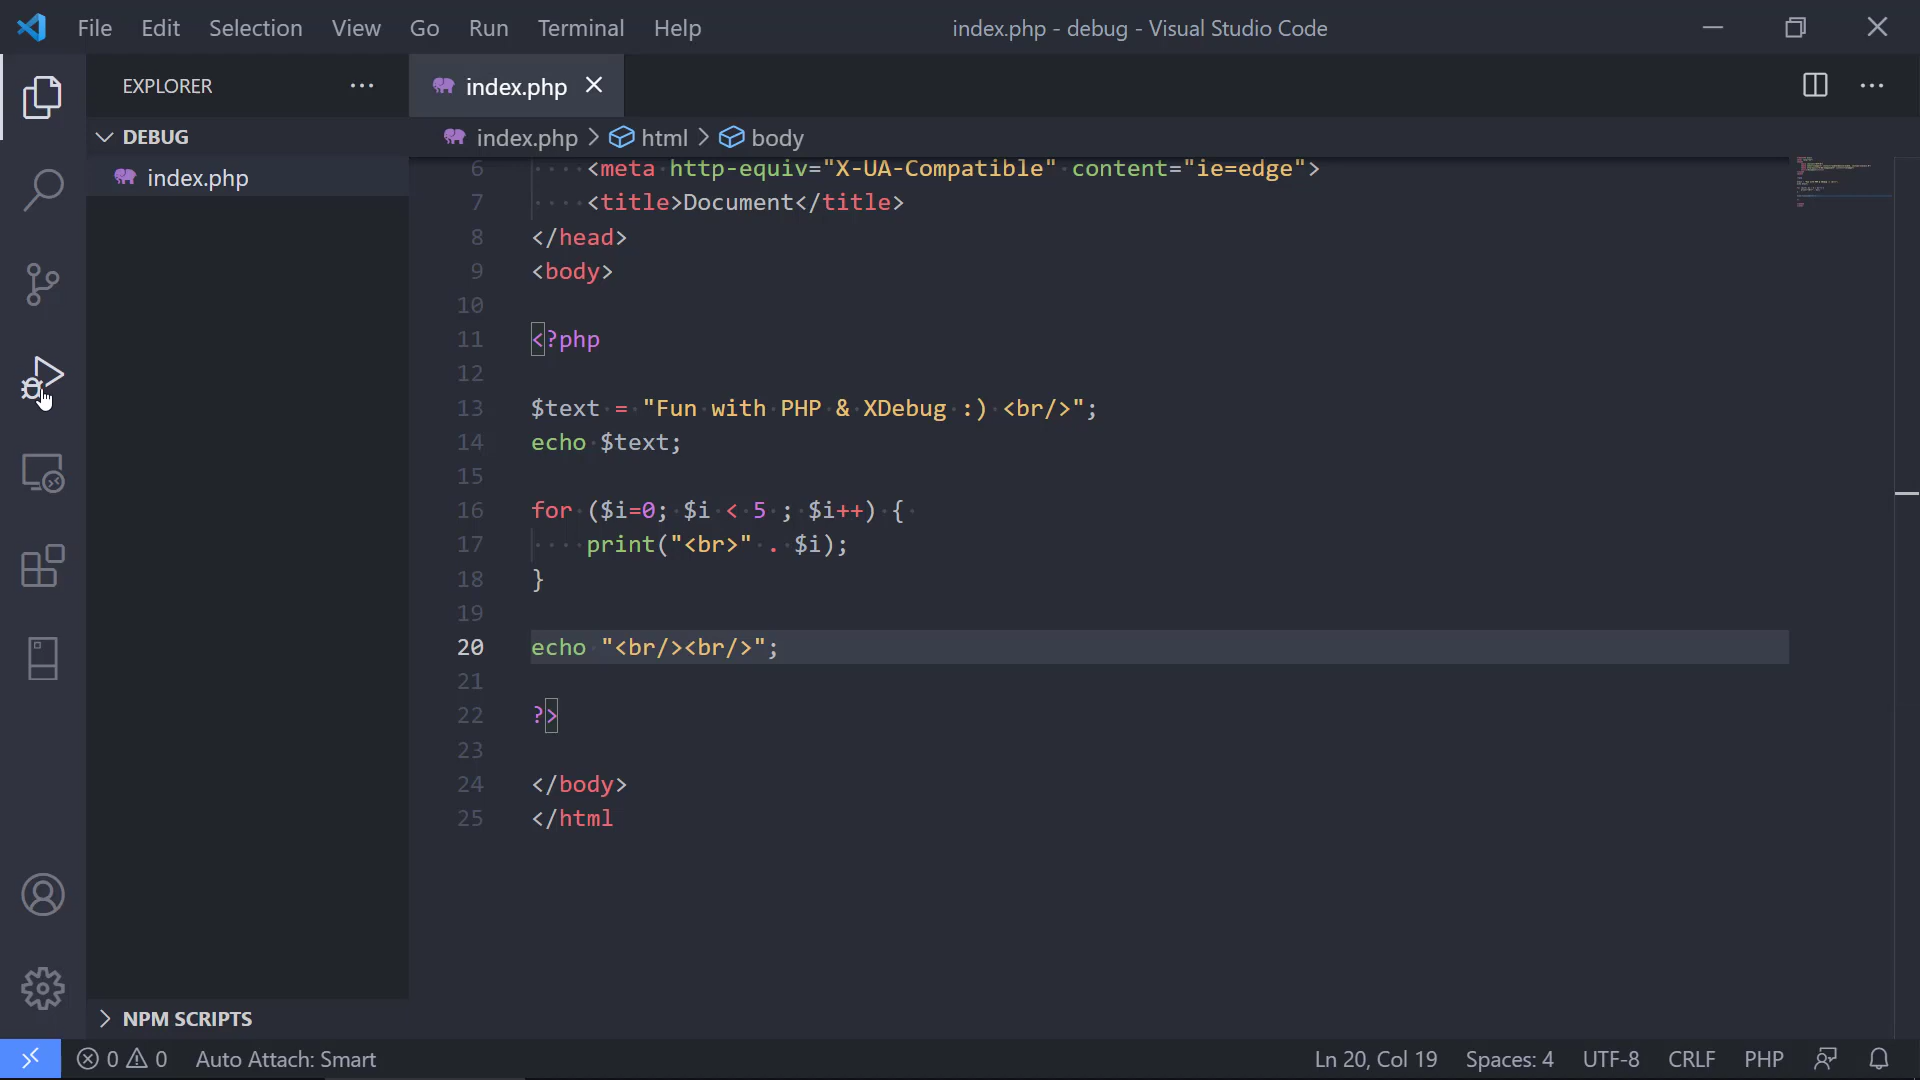 File Edit Selection View Go Run Terminal Help
index.php - debug - Visual Studio Code
EXPLORER
index.php
DEBUG
index.php > html > body
index.php
6 <meta http-equiv="X-UA-Compatible" content="ie=edge">
7 <title>Document</title>
8 </head>
9 <body>
10
11 <?php
12
13 $text = "Fun with PHP & XDebug :) <br/>";
14 echo $text;
15
16 for ($i=0; $i < 5 ; $i++) {
17 print("<br>" . $i);
18 }
19
20 echo "<br/><br/>";
21
22 ?>
23
24 </body>
25 </html
NPM SCRIPTS
0 0 Auto Attach: Smart
Ln 20, Col 19 Spaces: 4 UTF-8 CRLF PHP